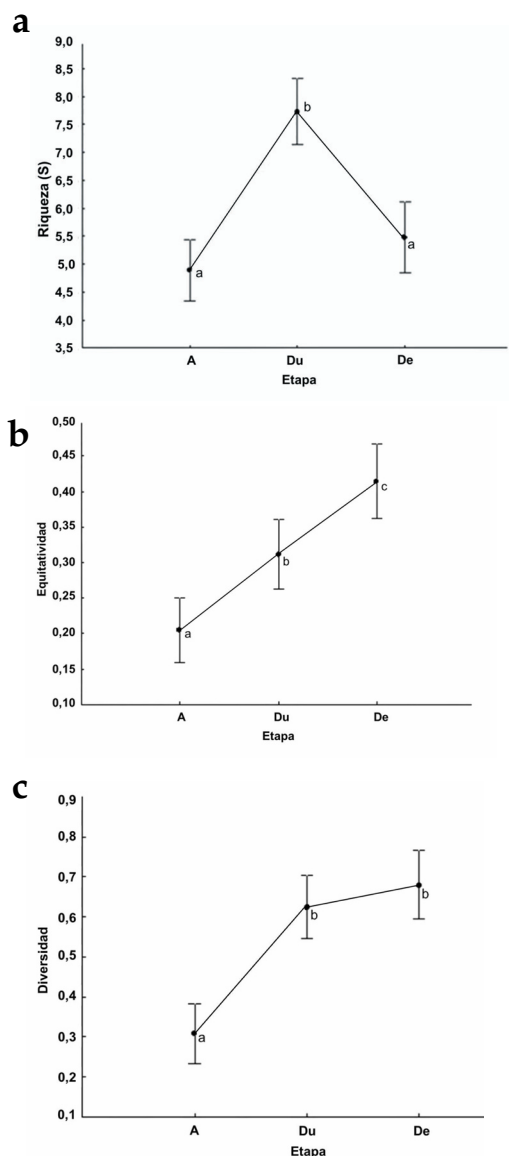 a
Riqueza (S)
9,0
8,5
8,0
7,5
7,0
6,5
6,0
5,5
5,0
4,5
4,0
3,5
a
b
a
A Du De
Etapa
b
Equitatividad
0,50
0,45
0,40
0,35
0,30
0,25
0,20
0,15
0,10
a
b
c
A Du De
Etapa
c
Diversidad
0,9
0,8
0,7
0,6
0,5
0,4
0,3
0,2
0,1
a
b
b
A Du De
Etapa